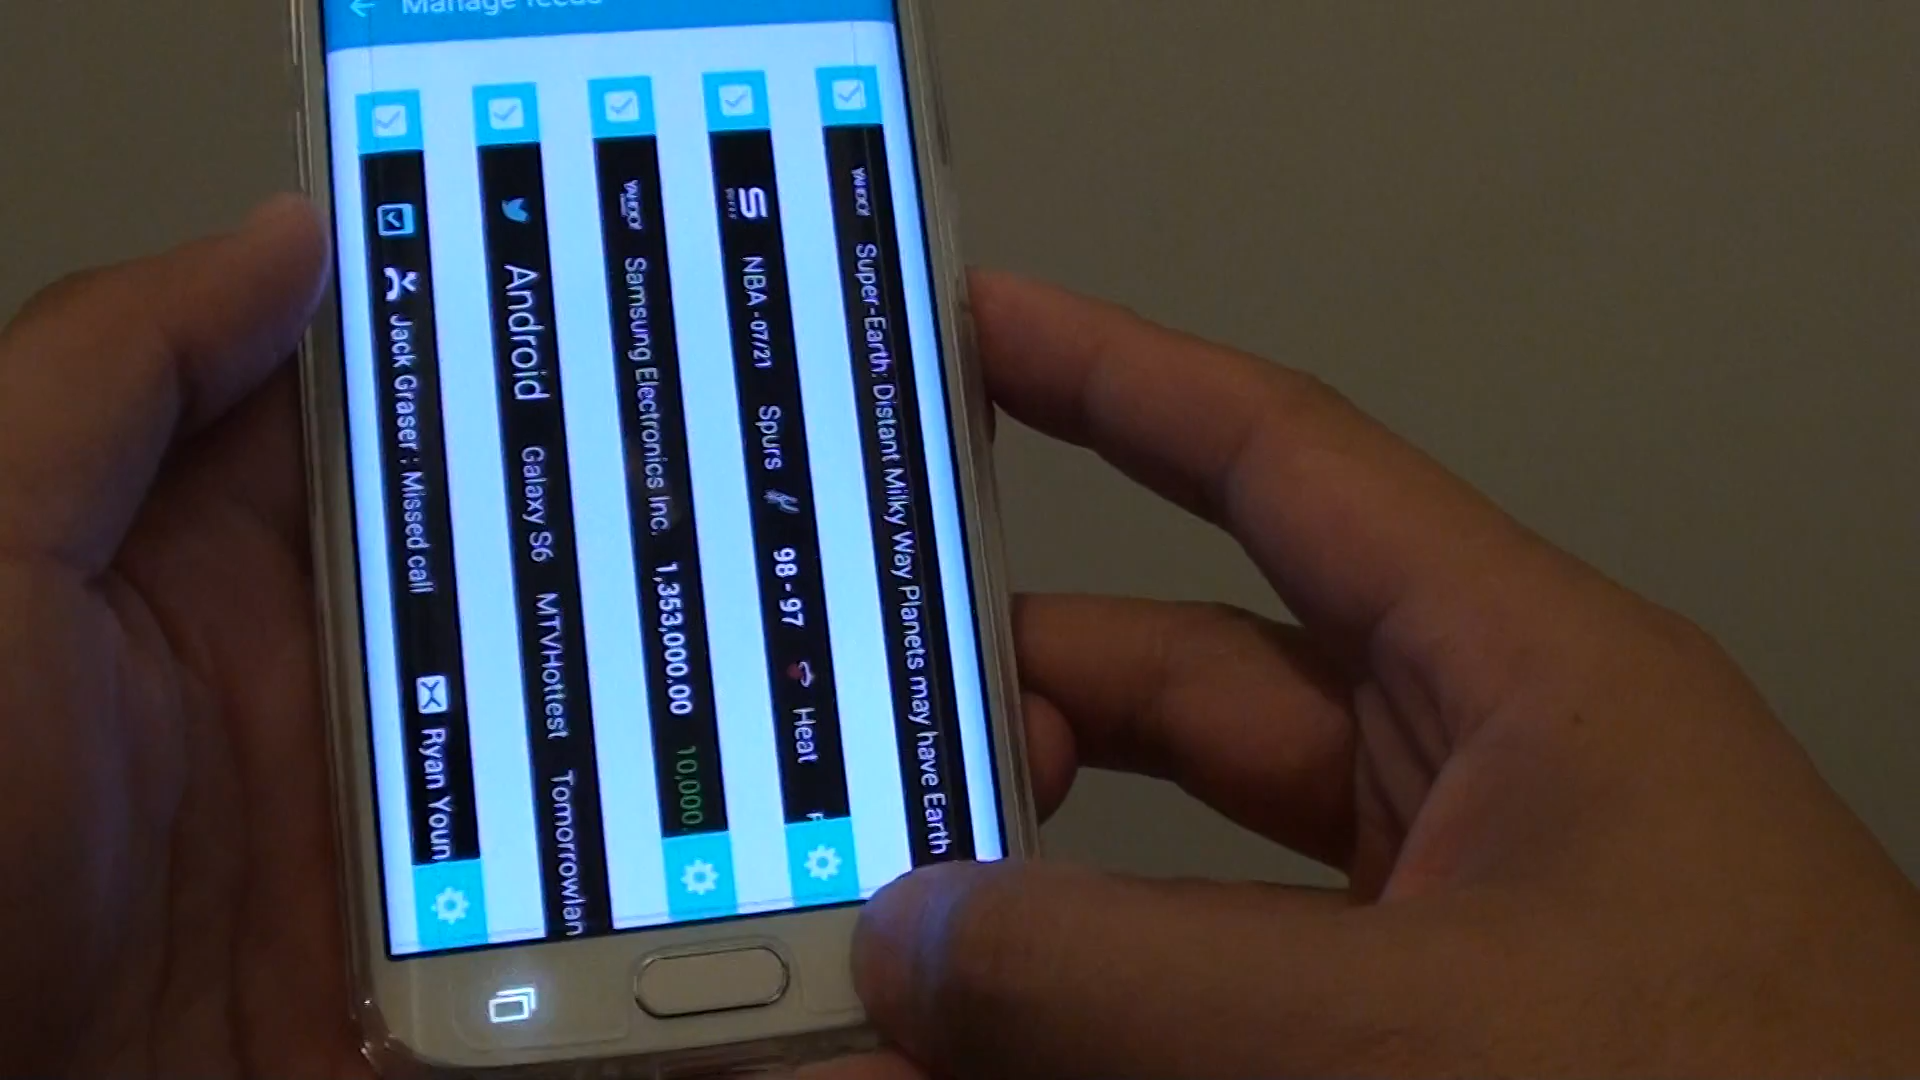 Manage feeds
Jack Graser : Missed call Ryan Youn
Android Galaxy S6 MTVHottest Tomorrowlan
YAHOO! Samsung Electronics Inc. 1,353,000.00 10,000.
S NBA - 07/21 Spurs 98 - 97 Heat
YAHOO! Super-Earth: Distant Milky Way Planets may have Earth